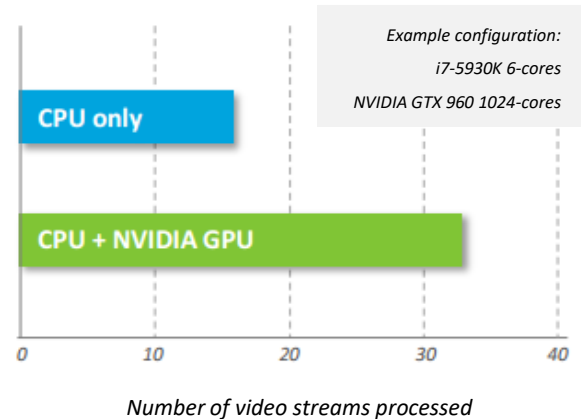 Example configuration:
i7-5930K 6-cores
NVIDIA GTX 960 1024-cores
CPU only
CPU + NVIDIA GPU
0 10 20 30 40
Number of video streams processed